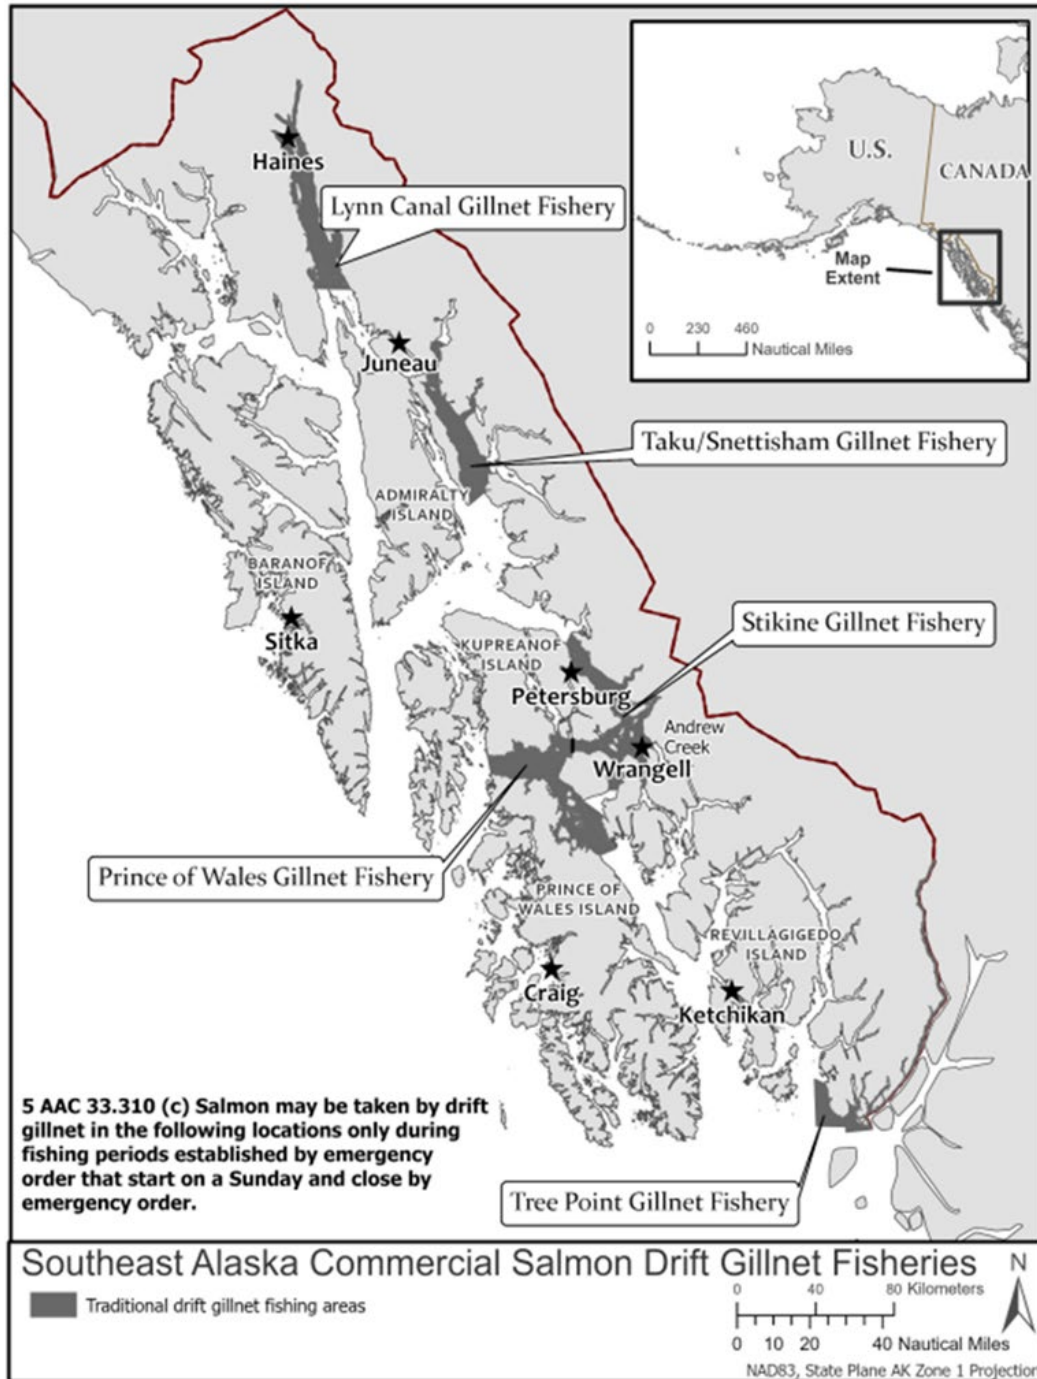 Haines
Lynn Canal Gillnet Fishery
U.S.
CANADA
Map
Extent
0 230 460
Nautical Miles
Juneau
Taku/Snettisham Gillnet Fishery
ADMIRALTY
ISLAND
BARANOF
ISLAND
Sitka
Stikine Gillnet Fishery
KUPREANOF
ISLAND
Petersburg
Andrew
Creek
Wrangell
Prince of Wales Gillnet Fishery
PRINCE OF
WALES ISLAND
REVILLAGIGEDO
ISLAND
Craig
Ketchikan
5 AAC 33.310 (c) Salmon may be taken by drift
gillnet in the following locations only during
fishing periods established by emergency
order that start on a Sunday and close by
emergency order.
Tree Point Gillnet Fishery
Southeast Alaska Commercial Salmon Drift Gillnet Fisheries
N
Traditional drift gillnet fishing areas
0 40 80 Kilometers
0 10 20 40 Nautical Miles
NAD83, State Plane AK Zone 1 Projection